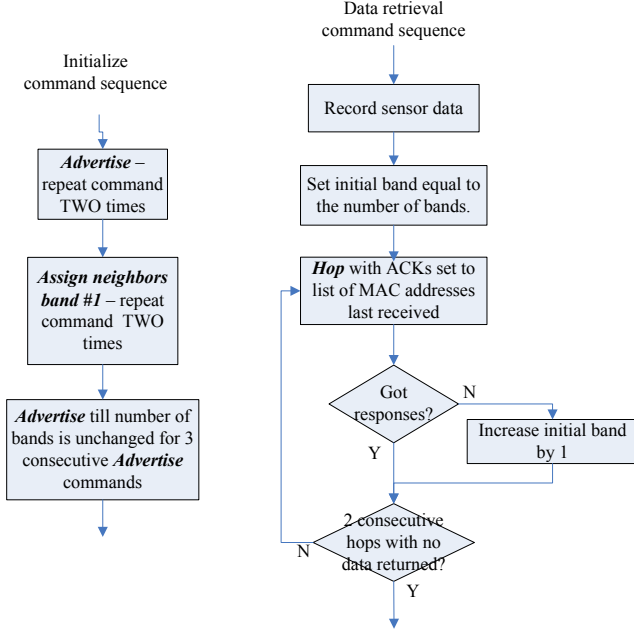 Initialize
command sequence
Advertise –
repeat command
TWO times
Assign neighbors
band #1 – repeat
command TWO
times
Advertise till number of
bands is unchanged for 3
consecutive Advertise
commands
Data retrieval
command sequence
Record sensor data
Set initial band equal to
the number of bands.
Hop with ACKs set to
list of MAC addresses
last received
Got
responses?
N
Y
Increase initial band
by 1
2 consecutive
hops with no
data returned?
N
Y